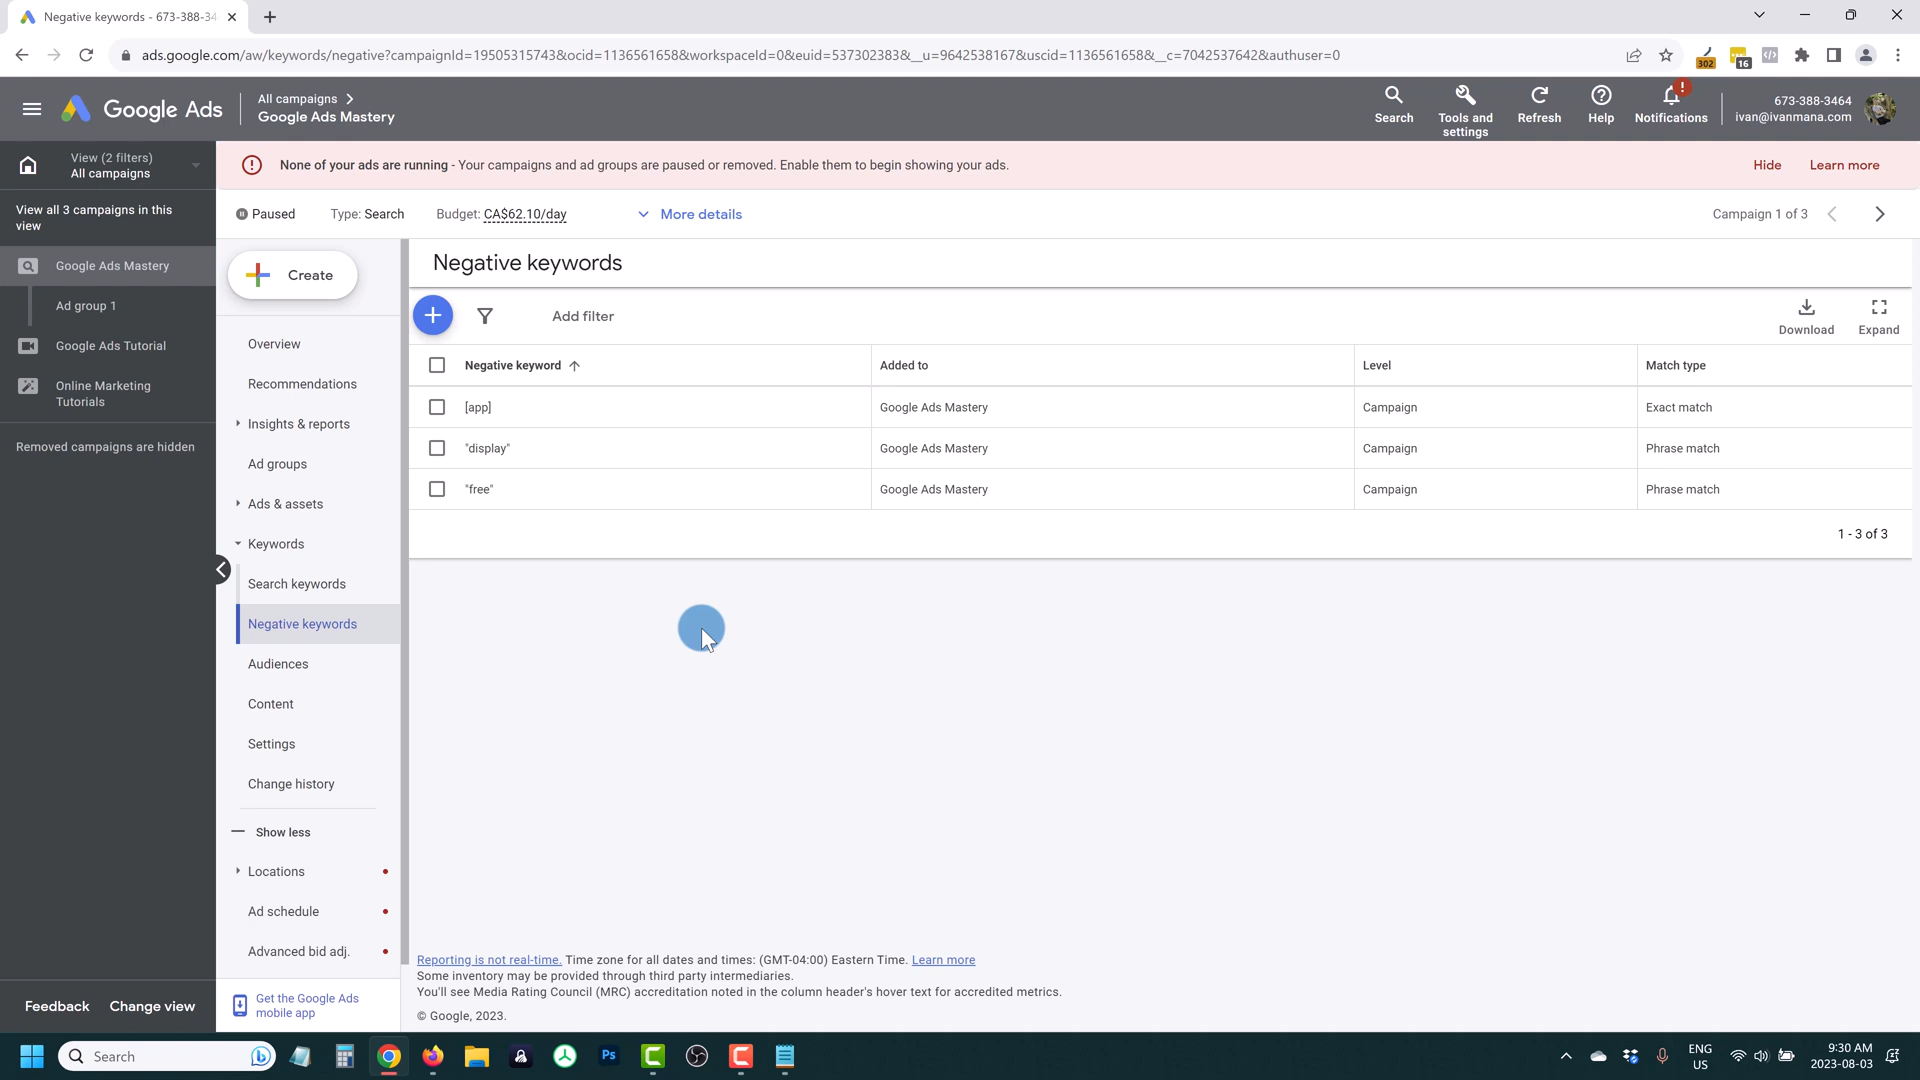 Negative keywords - 673-388-34
ads.google.com/aw/keywords/negative?campaignId=19505315743&ocid=1136561658&workspaceId=0&euid=537302383&__u=9642538167&uscid=1136561658&__c=7042537642&authuser=0
302
16
Google Ads
All campaigns
Google Ads Mastery
Search
Tools and
settings
Refresh
Help
Notifications
!
673-388-3464
ivan@ivanmana.com
View (2 filters)
All campaigns
None of your ads are running - Your campaigns and ad groups are paused or removed. Enable them to begin showing your ads.
Hide
Learn more
View all 3 campaigns in this
view
Paused
Type: Search
Budget: CA$62.10/day
More details
Campaign 1 of 3
Google Ads Mastery
Ad group 1
Google Ads Tutorial
Online Marketing
Tutorials
Removed campaigns are hidden
Create
Overview
Recommendations
Insights & reports
Ad groups
Ads & assets
Keywords
Search keywords
Negative keywords
Audiences
Content
Settings
Change history
Show less
Locations
Ad schedule
Advanced bid adj.
Get the Google Ads
mobile app
Negative keywords
Add filter
Download
Expand
Negative keyword
Added to
Level
Match type
[app]
Google Ads Mastery
Campaign
Exact match
"display"
Google Ads Mastery
Campaign
Phrase match
"free"
Google Ads Mastery
Campaign
Phrase match
1 - 3 of 3
Reporting is not real-time. Time zone for all dates and times: (GMT-04:00) Eastern Time. Learn more
Some inventory may be provided through third party intermediaries.
You'll see Media Rating Council (MRC) accreditation noted in the column header's hover text for accredited metrics.
© Google, 2023.
Feedback
Change view
Search
Ps
ENG
US
9:30 AM
2023-08-03